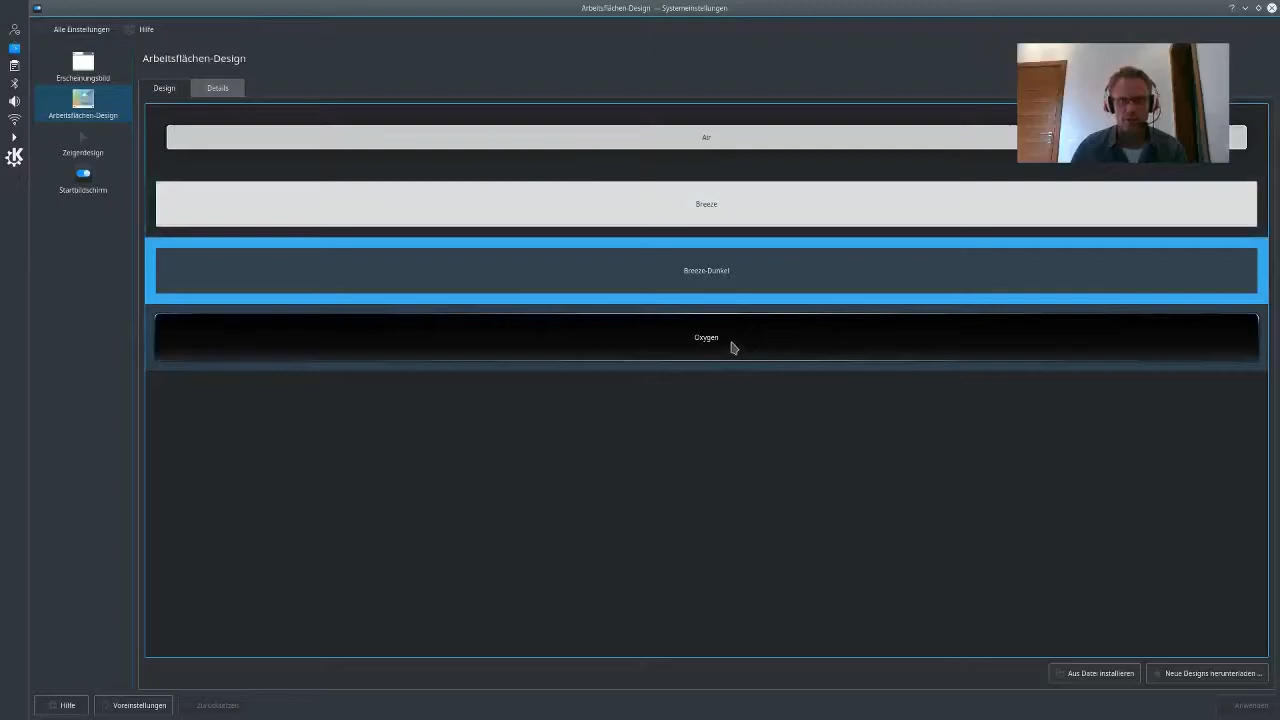 Arbeitsflächen-Design — Systemeinstellungen
Alle Einstellungen
Hilfe
Arbeitsflächen-Design
Erscheinungsbild
Arbeitsflächen-Design
Zeigerdesign
Startbildschirm
Design
Details
Air
Breeze
Breeze-Dunkel
Oxygen
Aus Datei installieren
Neue Designs herunterladen ...
Hilfe
Voreinstellungen
Zurücksetzen
Anwenden